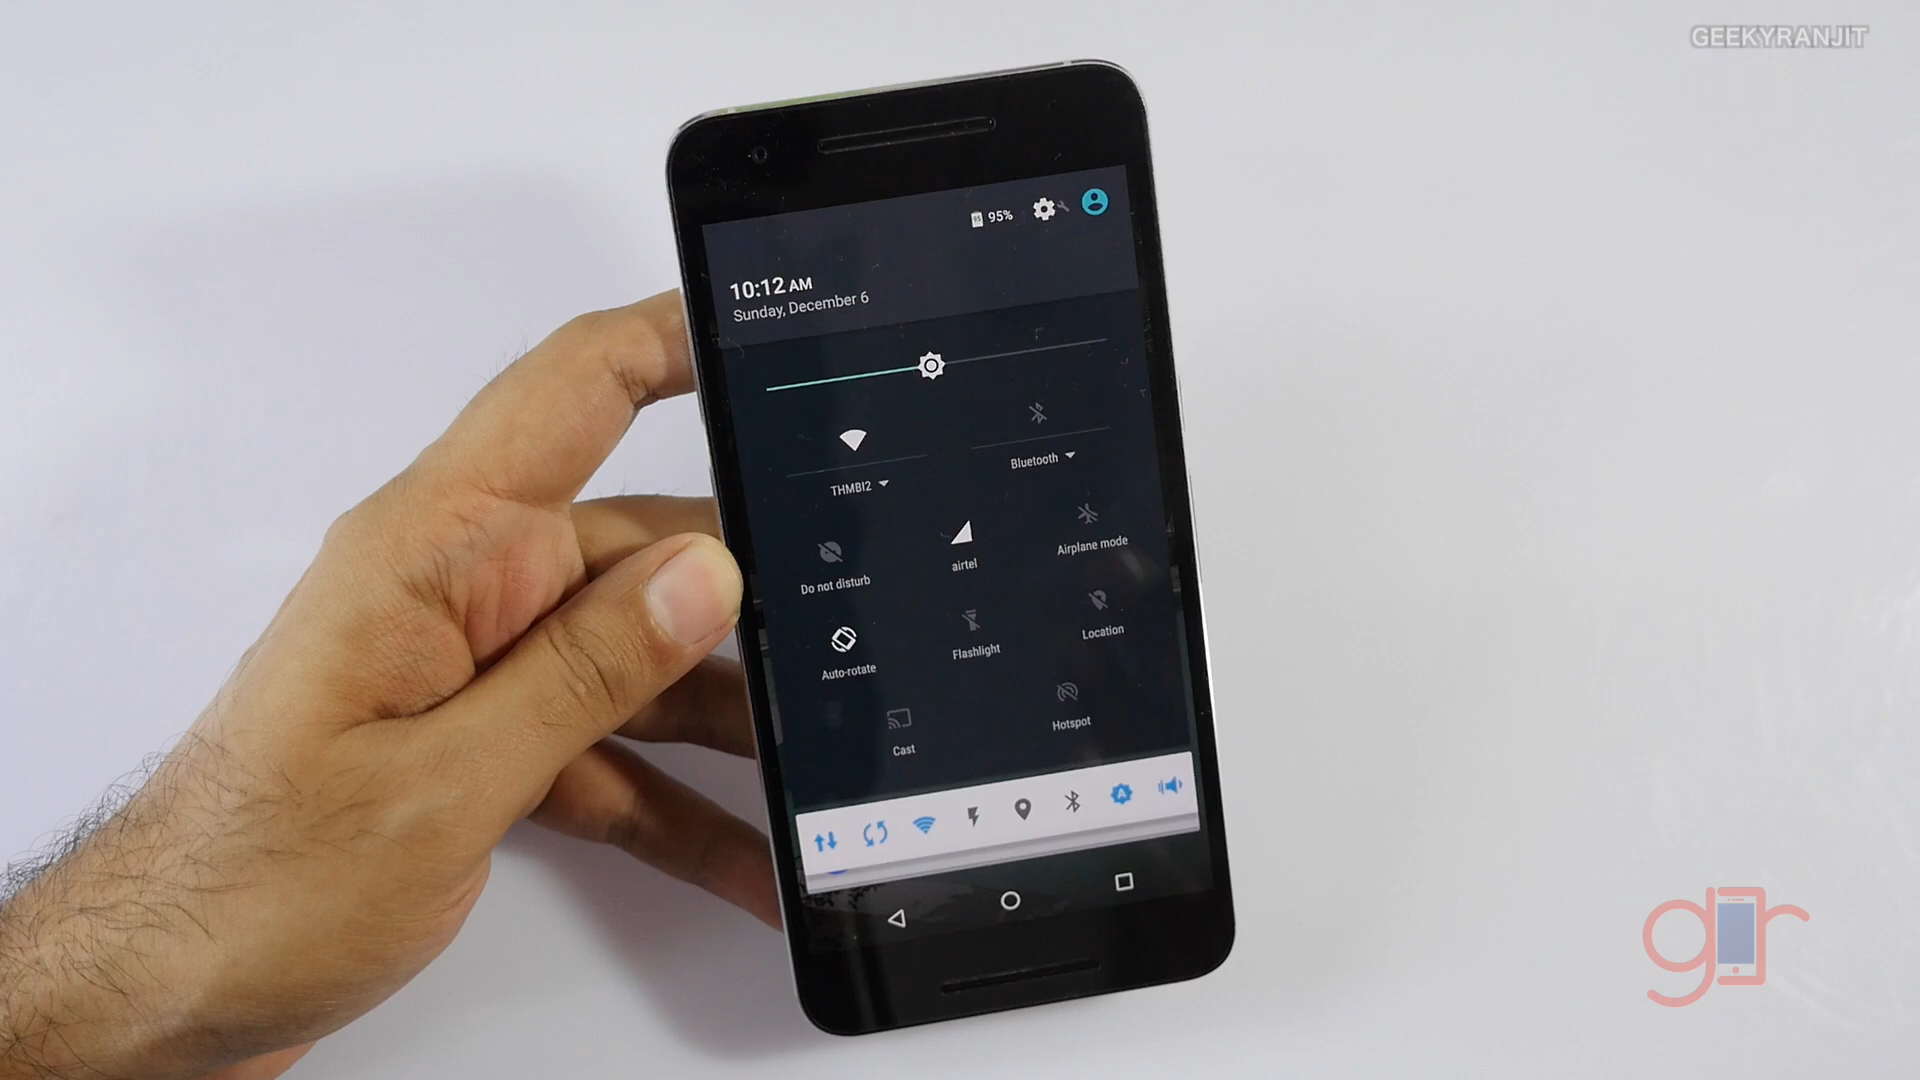 GEEKYRANJIT
95%
10:12 AM
Sunday, December 6
THMBI2
Bluetooth
Do not disturb
airtel
Airplane mode
Auto-rotate
Flashlight
Location
Cast
Hotspot
A
gr